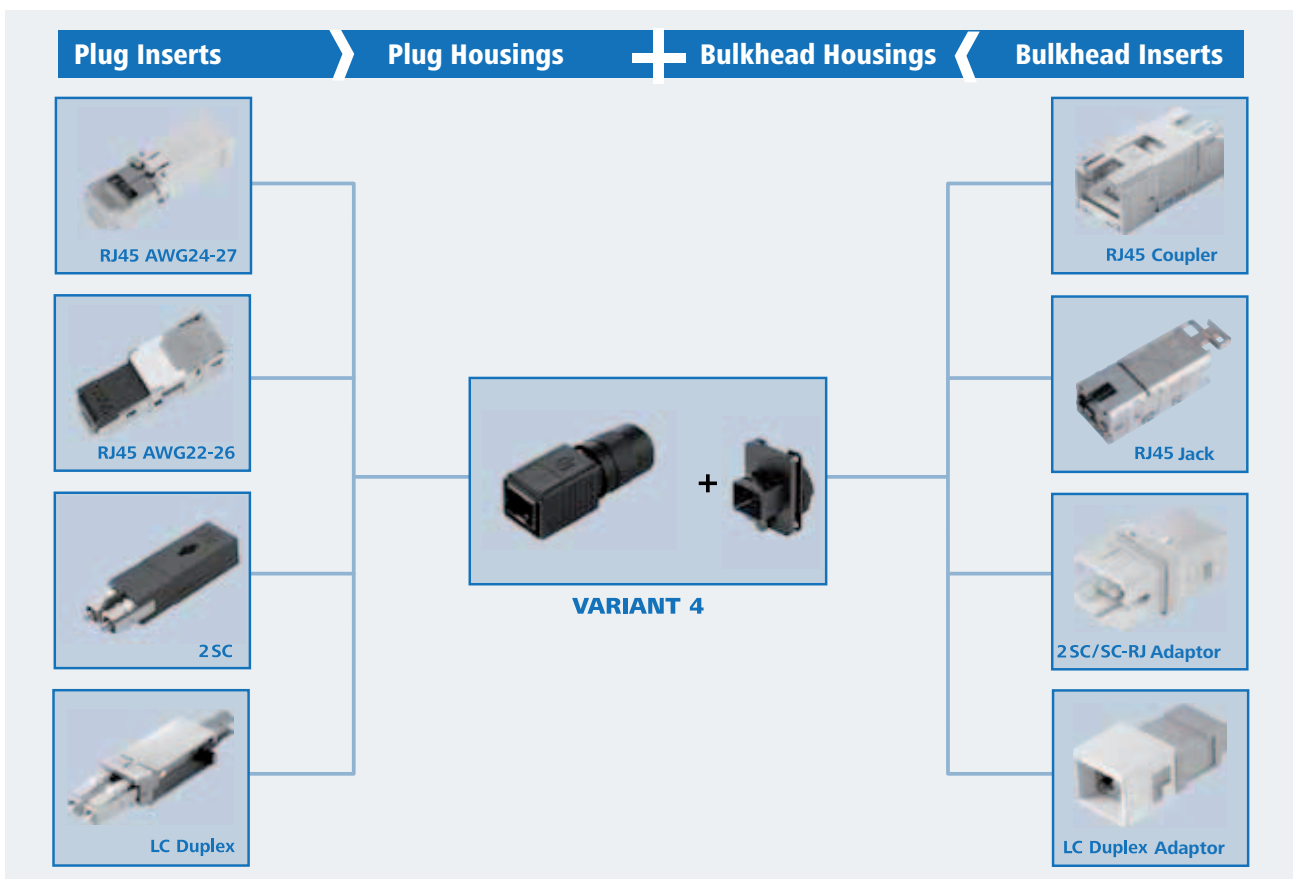 Plug Inserts
Plug Housings
Bulkhead Housings
Bulkhead Inserts
RJ45 AWG24-27
RJ45 AWG22-26
2SC
LC Duplex
+
VARIANT 4
RJ45 Coupler
RJ45 Jack
2SC/SC-RJ Adaptor
LC Duplex Adaptor